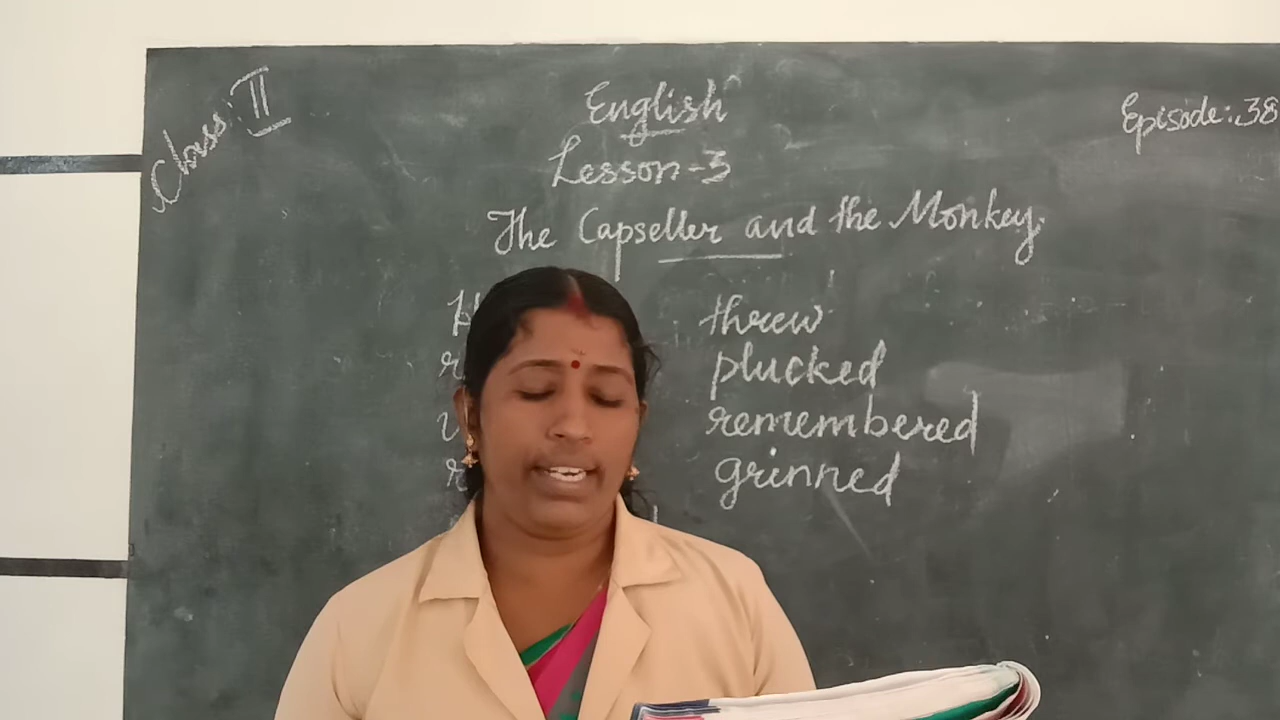 Class: II
English
Episode: 38
Lesson-3
The Capseller and the Monkey.
threw
plucked
remembered
grinned